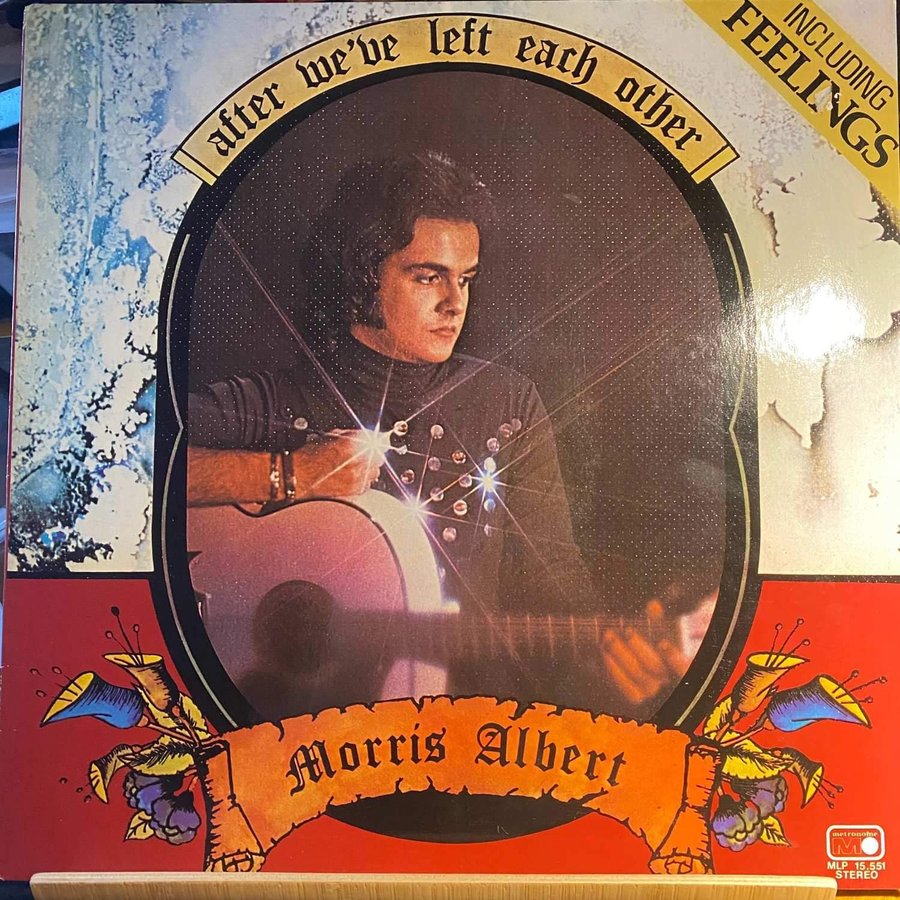 after we've left each other
INCLUDING
FEELINGS
Morris Albert
metronome
MLP 15.551
STEREO